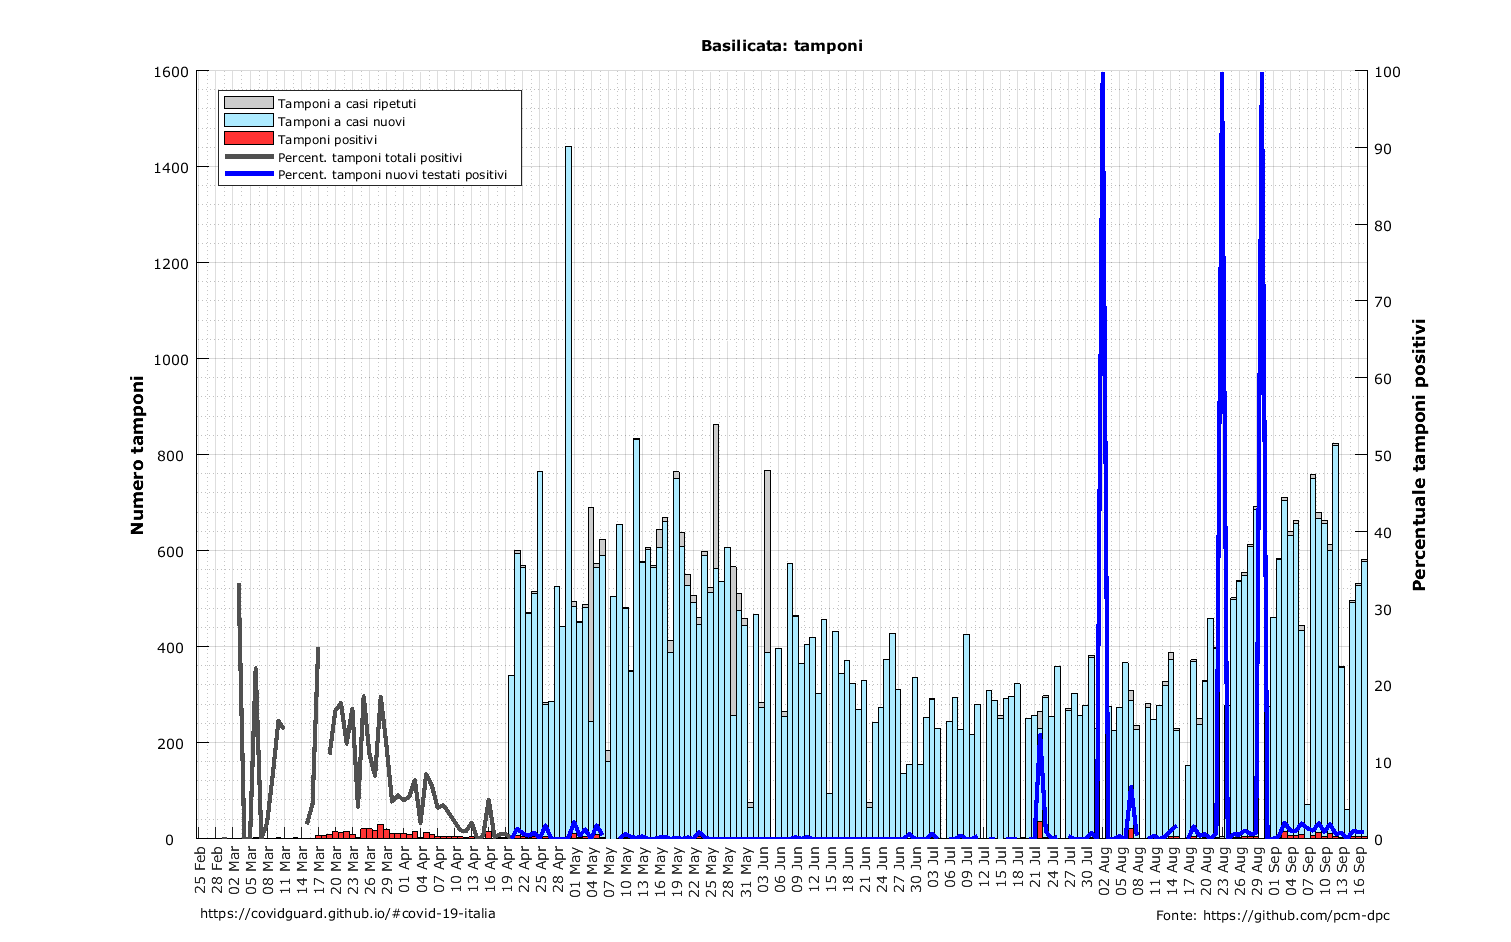 Basilicata: tamponi
Tamponi a casi ripetuti
Tamponi a casi nuovi
Tamponi positivi
Percent. tamponi totali positivi
Percent. tamponi nuovi testati positivi
Numero tamponi
1600
1400
1200
1000
800
600
400
200
0
Percentuale tamponi positivi
100
90
80
70
60
50
40
30
20
10
0
25 Feb
28 Feb
02 Mar
05 Mar
08 Mar
11 Mar
14 Mar
17 Mar
20 Mar
23 Mar
26 Mar
29 Mar
01 Apr
04 Apr
07 Apr
10 Apr
13 Apr
16 Apr
19 Apr
22 Apr
25 Apr
28 Apr
01 May
04 May
07 May
10 May
13 May
16 May
19 May
22 May
25 May
28 May
31 May
03 Jun
06 Jun
09 Jun
12 Jun
15 Jun
18 Jun
21 Jun
24 Jun
27 Jun
30 Jun
03 Jul
06 Jul
09 Jul
12 Jul
15 Jul
18 Jul
21 Jul
24 Jul
27 Jul
30 Jul
02 Aug
05 Aug
08 Aug
11 Aug
14 Aug
17 Aug
20 Aug
23 Aug
26 Aug
29 Aug
01 Sep
04 Sep
07 Sep
10 Sep
13 Sep
16 Sep
https://covidguard.github.io/#covid-19-italia
Fonte: https://github.com/pcm-dpc